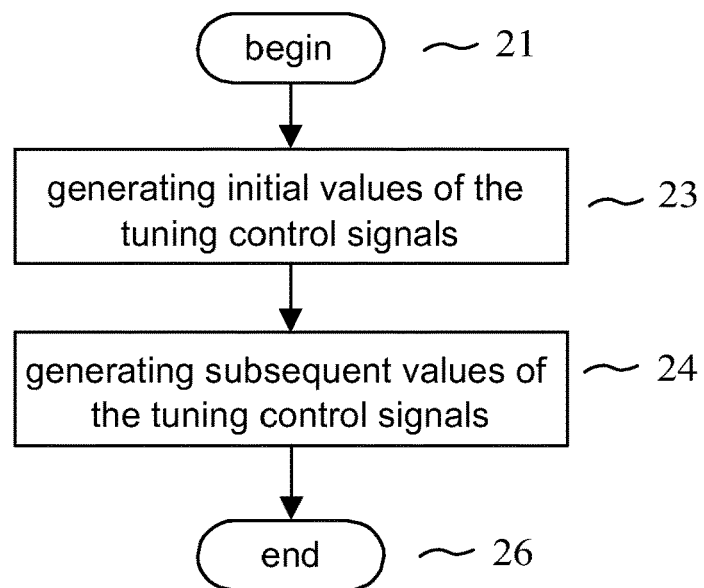 begin 21
generating initial values of the
tuning control signals 23
generating subsequent values of 24
the tuning control signals
end 26